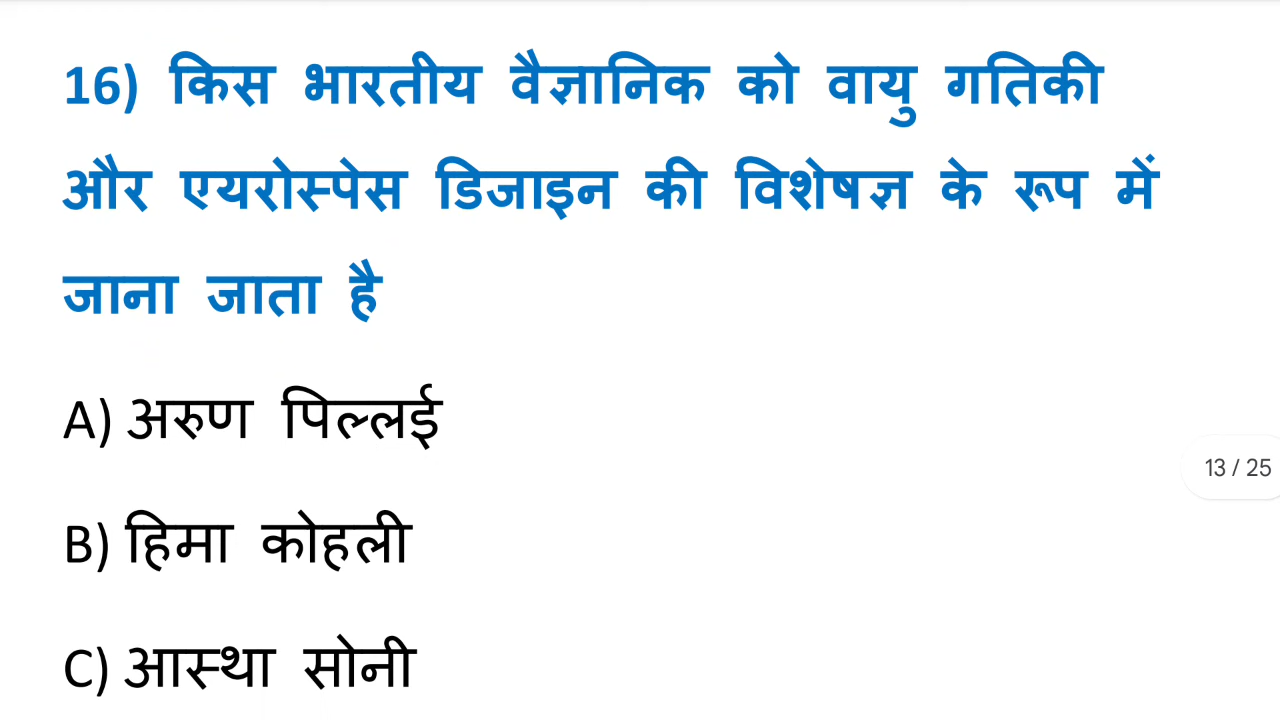 16) किस भारतीय वैज्ञानिक को वायु गतिकी
और एयरोस्पेस डिजाइन की विशेषज्ञ के रूप में
जाना जाता है
A) अरुण पिल्लई
13 / 25
B) हिमा कोहली
C) आस्था सोनी